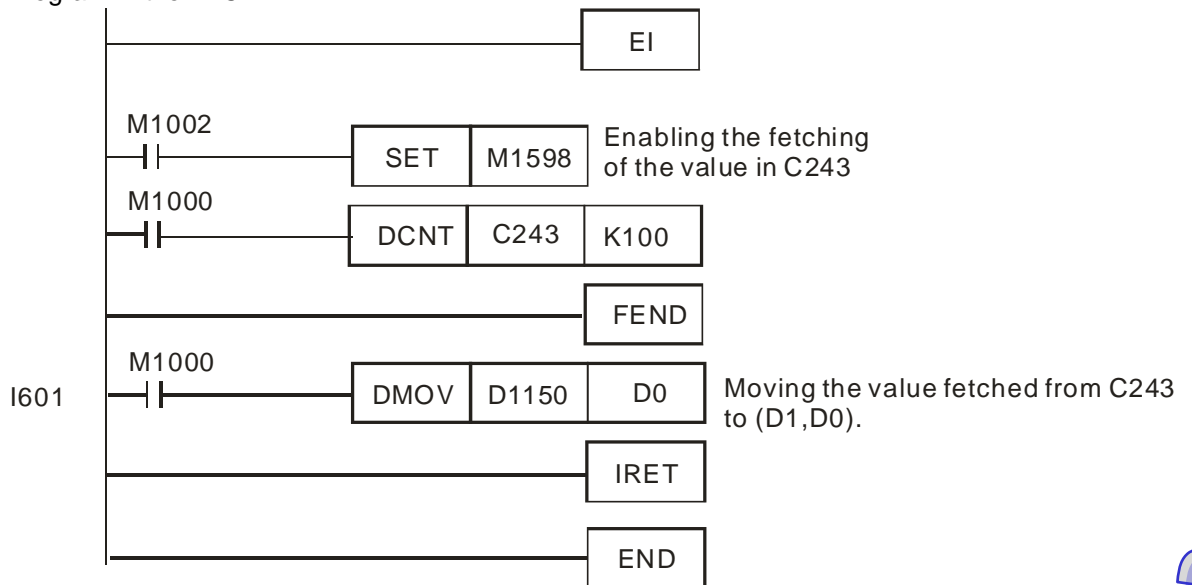 EI
M1002
SET M1598 Enabling the fetching
of the value in C243
M1000
DCNT C243 K100
FEND
M1000
I601 DMOV D1150 D0 Moving the value fetched from C243
to (D1,D0).
IRET
END